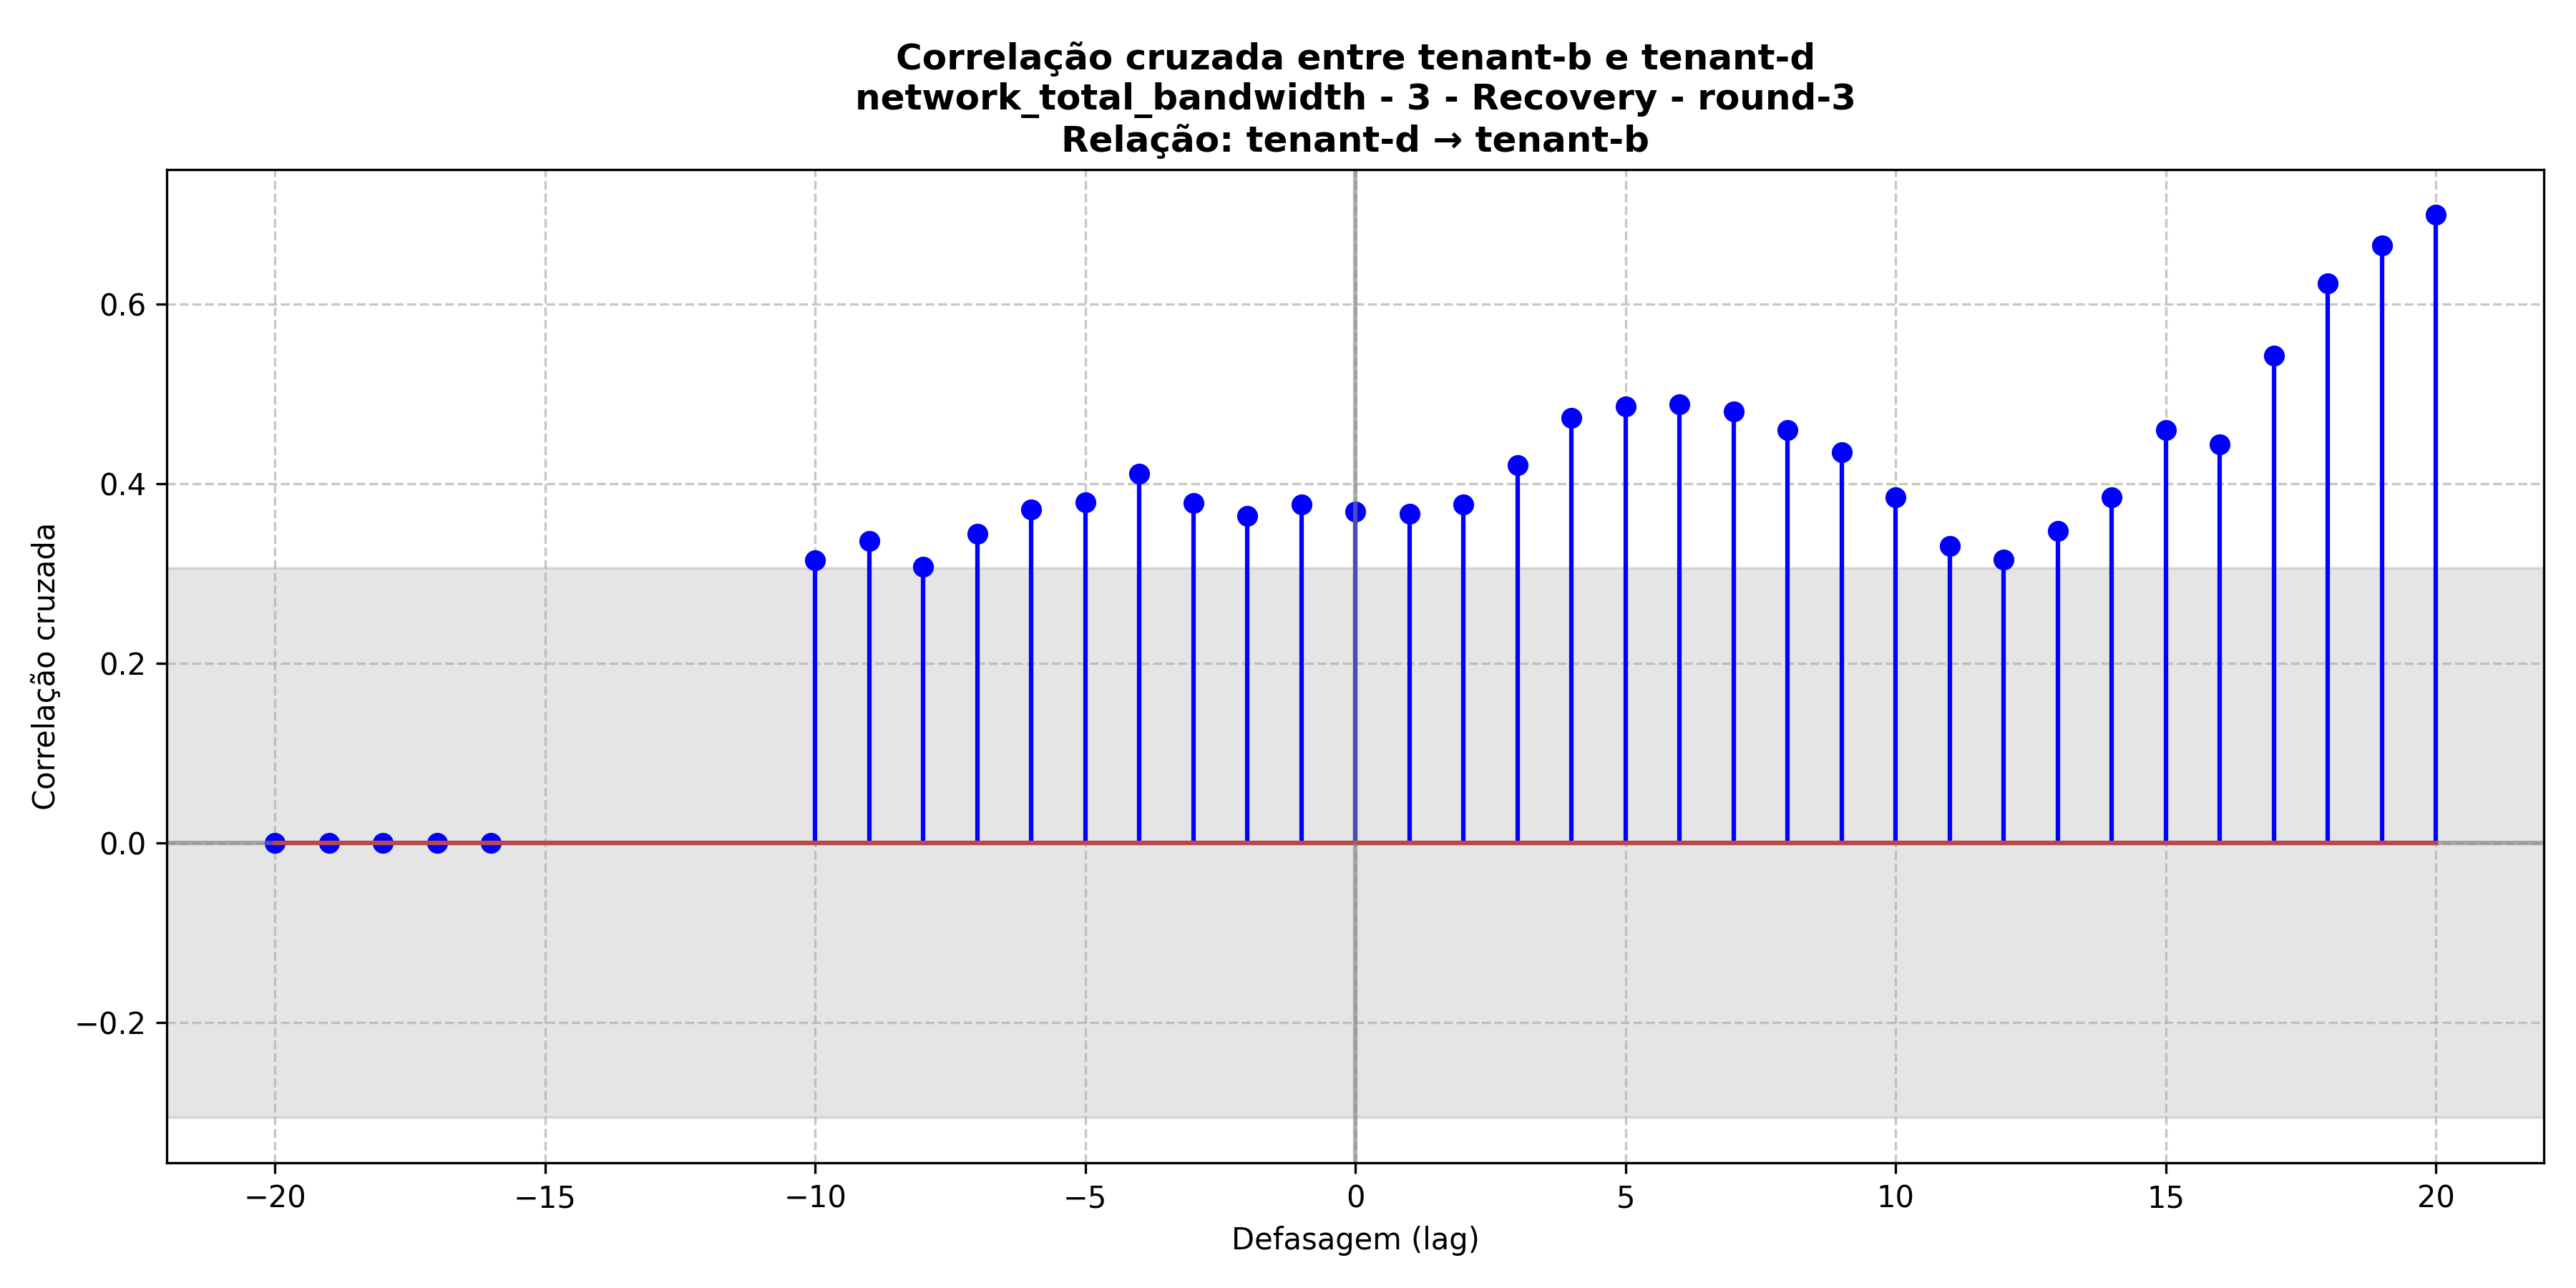 Correlação cruzada entre tenant-b e tenant-d
network_total_bandwidth - 3 - Recovery - round-3
Relação: tenant-d → tenant-b
Correlação cruzada
0.6
0.4
0.2
0.0
−0.2
−20 −15 −10 −5 0 5 10 15 20
Defasagem (lag)